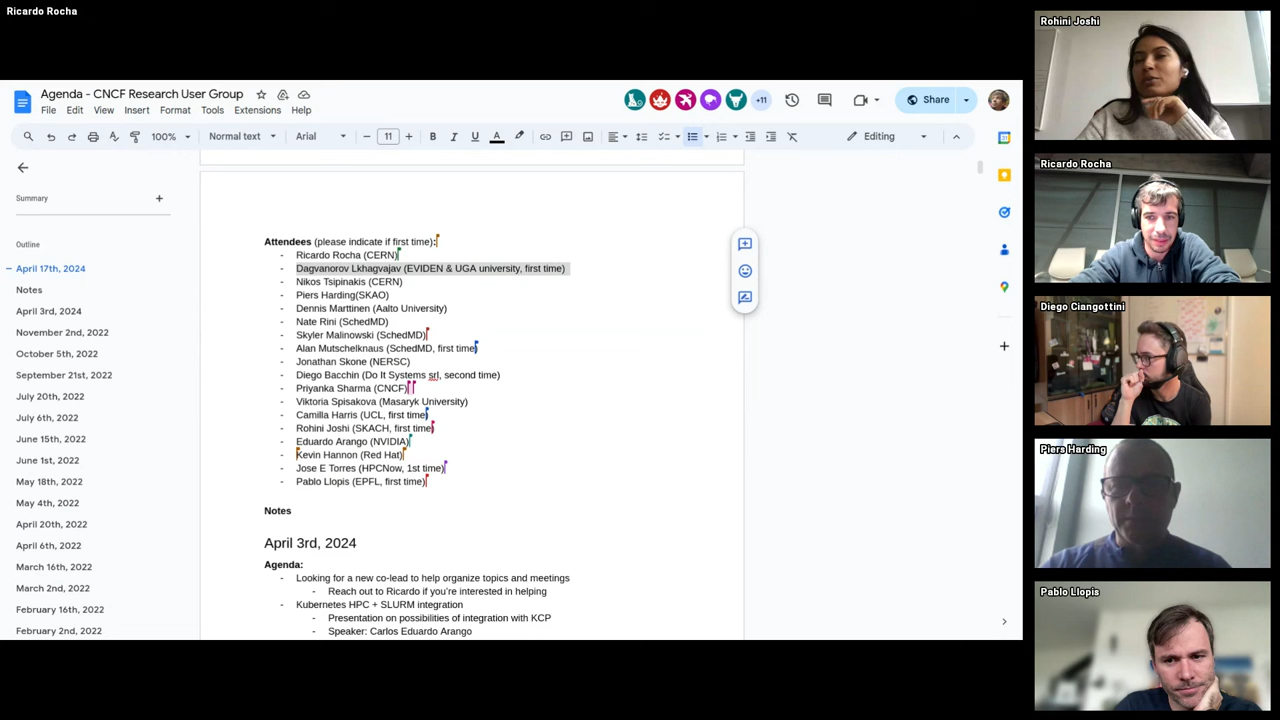 Ricardo Rocha
Agenda - CNCF Research User Group
File Edit View Insert Format Tools Extensions Help
+11
Share
100%
Normal text
Arial
11
Editing
Summary
Outline
April 17th, 2024
Notes
April 3rd, 2024
November 2nd, 2022
October 5th, 2022
September 21st, 2022
July 20th, 2022
July 6th, 2022
June 15th, 2022
June 1st, 2022
May 18th, 2022
May 4th, 2022
April 20th, 2022
April 6th, 2022
March 16th, 2022
March 2nd, 2022
February 16th, 2022
February 2nd, 2022
Attendees (please indicate if first time):
- Ricardo Rocha (CERN)
- Dagvanorov Lkhagvajav (EVIDEN & UGA university, first time)
- Nikos Tsipinakis (CERN)
- Piers Harding(SKAO)
- Dennis Marttinen (Aalto University)
- Nate Rini (SchedMD)
- Skyler Malinowski (SchedMD)
- Alan Mutschelknaus (SchedMD, first time)
- Jonathan Skone (NERSC)
- Diego Bacchin (Do It Systems srl, second time)
- Priyanka Sharma (CNCF)
- Viktoria Spisakova (Masaryk University)
- Camilla Harris (UCL, first time)
- Rohini Joshi (SKACH, first time)
- Eduardo Arango (NVIDIA)
- Kevin Hannon (Red Hat)
- Jose E Torres (HPCNow, 1st time)
- Pablo Llopis (EPFL, first time)
Notes
April 3rd, 2024
Agenda:
- Looking for a new co-lead to help organize topics and meetings
- Reach out to Ricardo if you're interested in helping
- Kubernetes HPC + SLURM integration
- Presentation on possibilities of integration with KCP
- Speaker: Carlos Eduardo Arango
Rohini Joshi
Ricardo Rocha
Diego Ciangottini
Piers Harding
Pablo Llopis